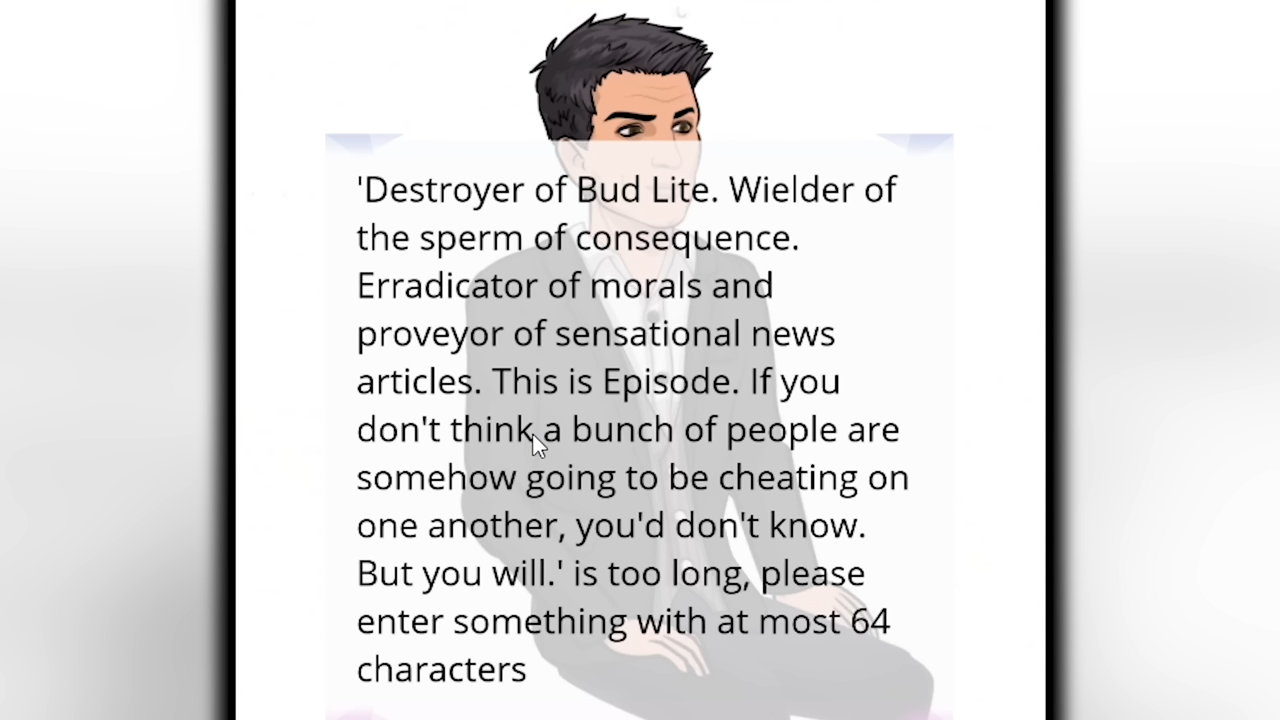 'Destroyer of Bud Lite. Wielder of
the sperm of consequence.
Erradicator of morals and
proveyor of sensational news
articles. This is Episode. If you
don't think a bunch of people are
somehow going to be cheating on
one another, you'd don't know.
But you will.' is too long, please
enter something with at most 64
characters